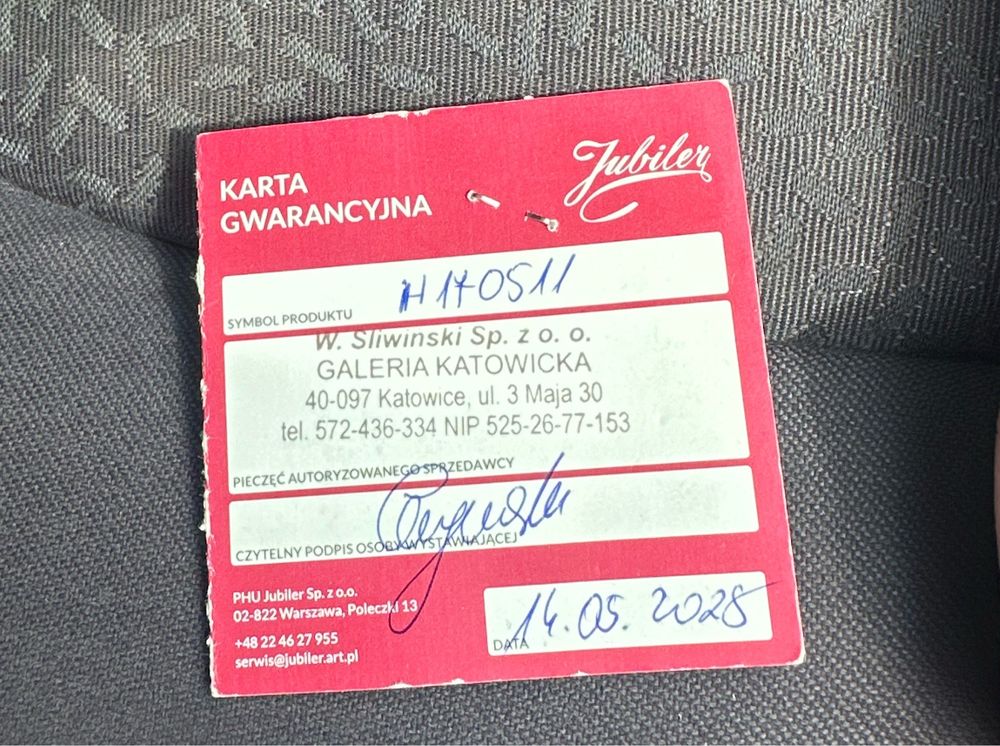 KARTA
GWARANCYJNA
Jubiler
H170511
SYMBOL PRODUKTU
W. Sliwinski Sp. z o. o.
GALERIA KATOWICKA
40-097 Katowice, ul. 3 Maja 30
tel. 572-436-334 NIP 525-26-77-153
PIECZĘĆ AUTORYZOWANEGO SPRZEDAWCY
CZYTELNY PODPIS OSOBY WYSTAWIAJĄCEJ
PHU Jubiler Sp. z o.o.
02-822 Warszawa, Poleczki 13
+48 22 46 27 955
serwis@jubiler.art.pl
14.05.2025
DATA